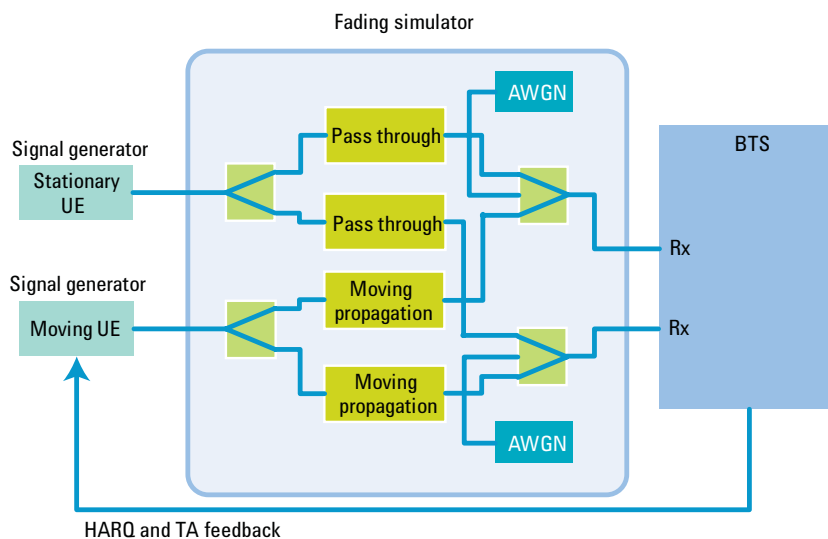 Fading simulator
AWGN
Pass through
BTS
Signal generator
Stationary
UE
Pass through
Rx
Signal generator
Moving
propagation
Moving UE
Rx
Moving
propagation
AWGN
HARQ and TA feedback